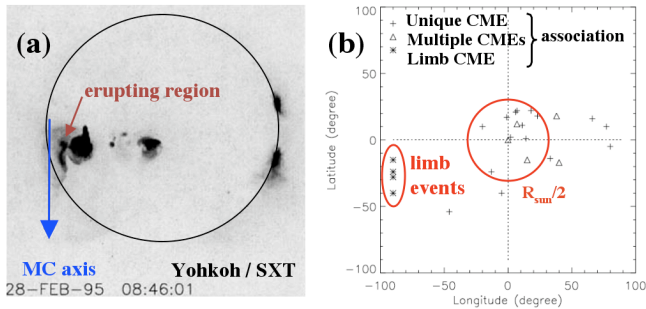 (a)
erupting region
MC axis
Yohkoh / SXT
28-FEB-95 08:46:01
(b)
Unique CME
Multiple CMEs
Limb CME
association
limb
events
R_sun/2
Latitude (degree)
100
50
0
-50
-100
-100 -50 0 50 100
Longitude (degree)